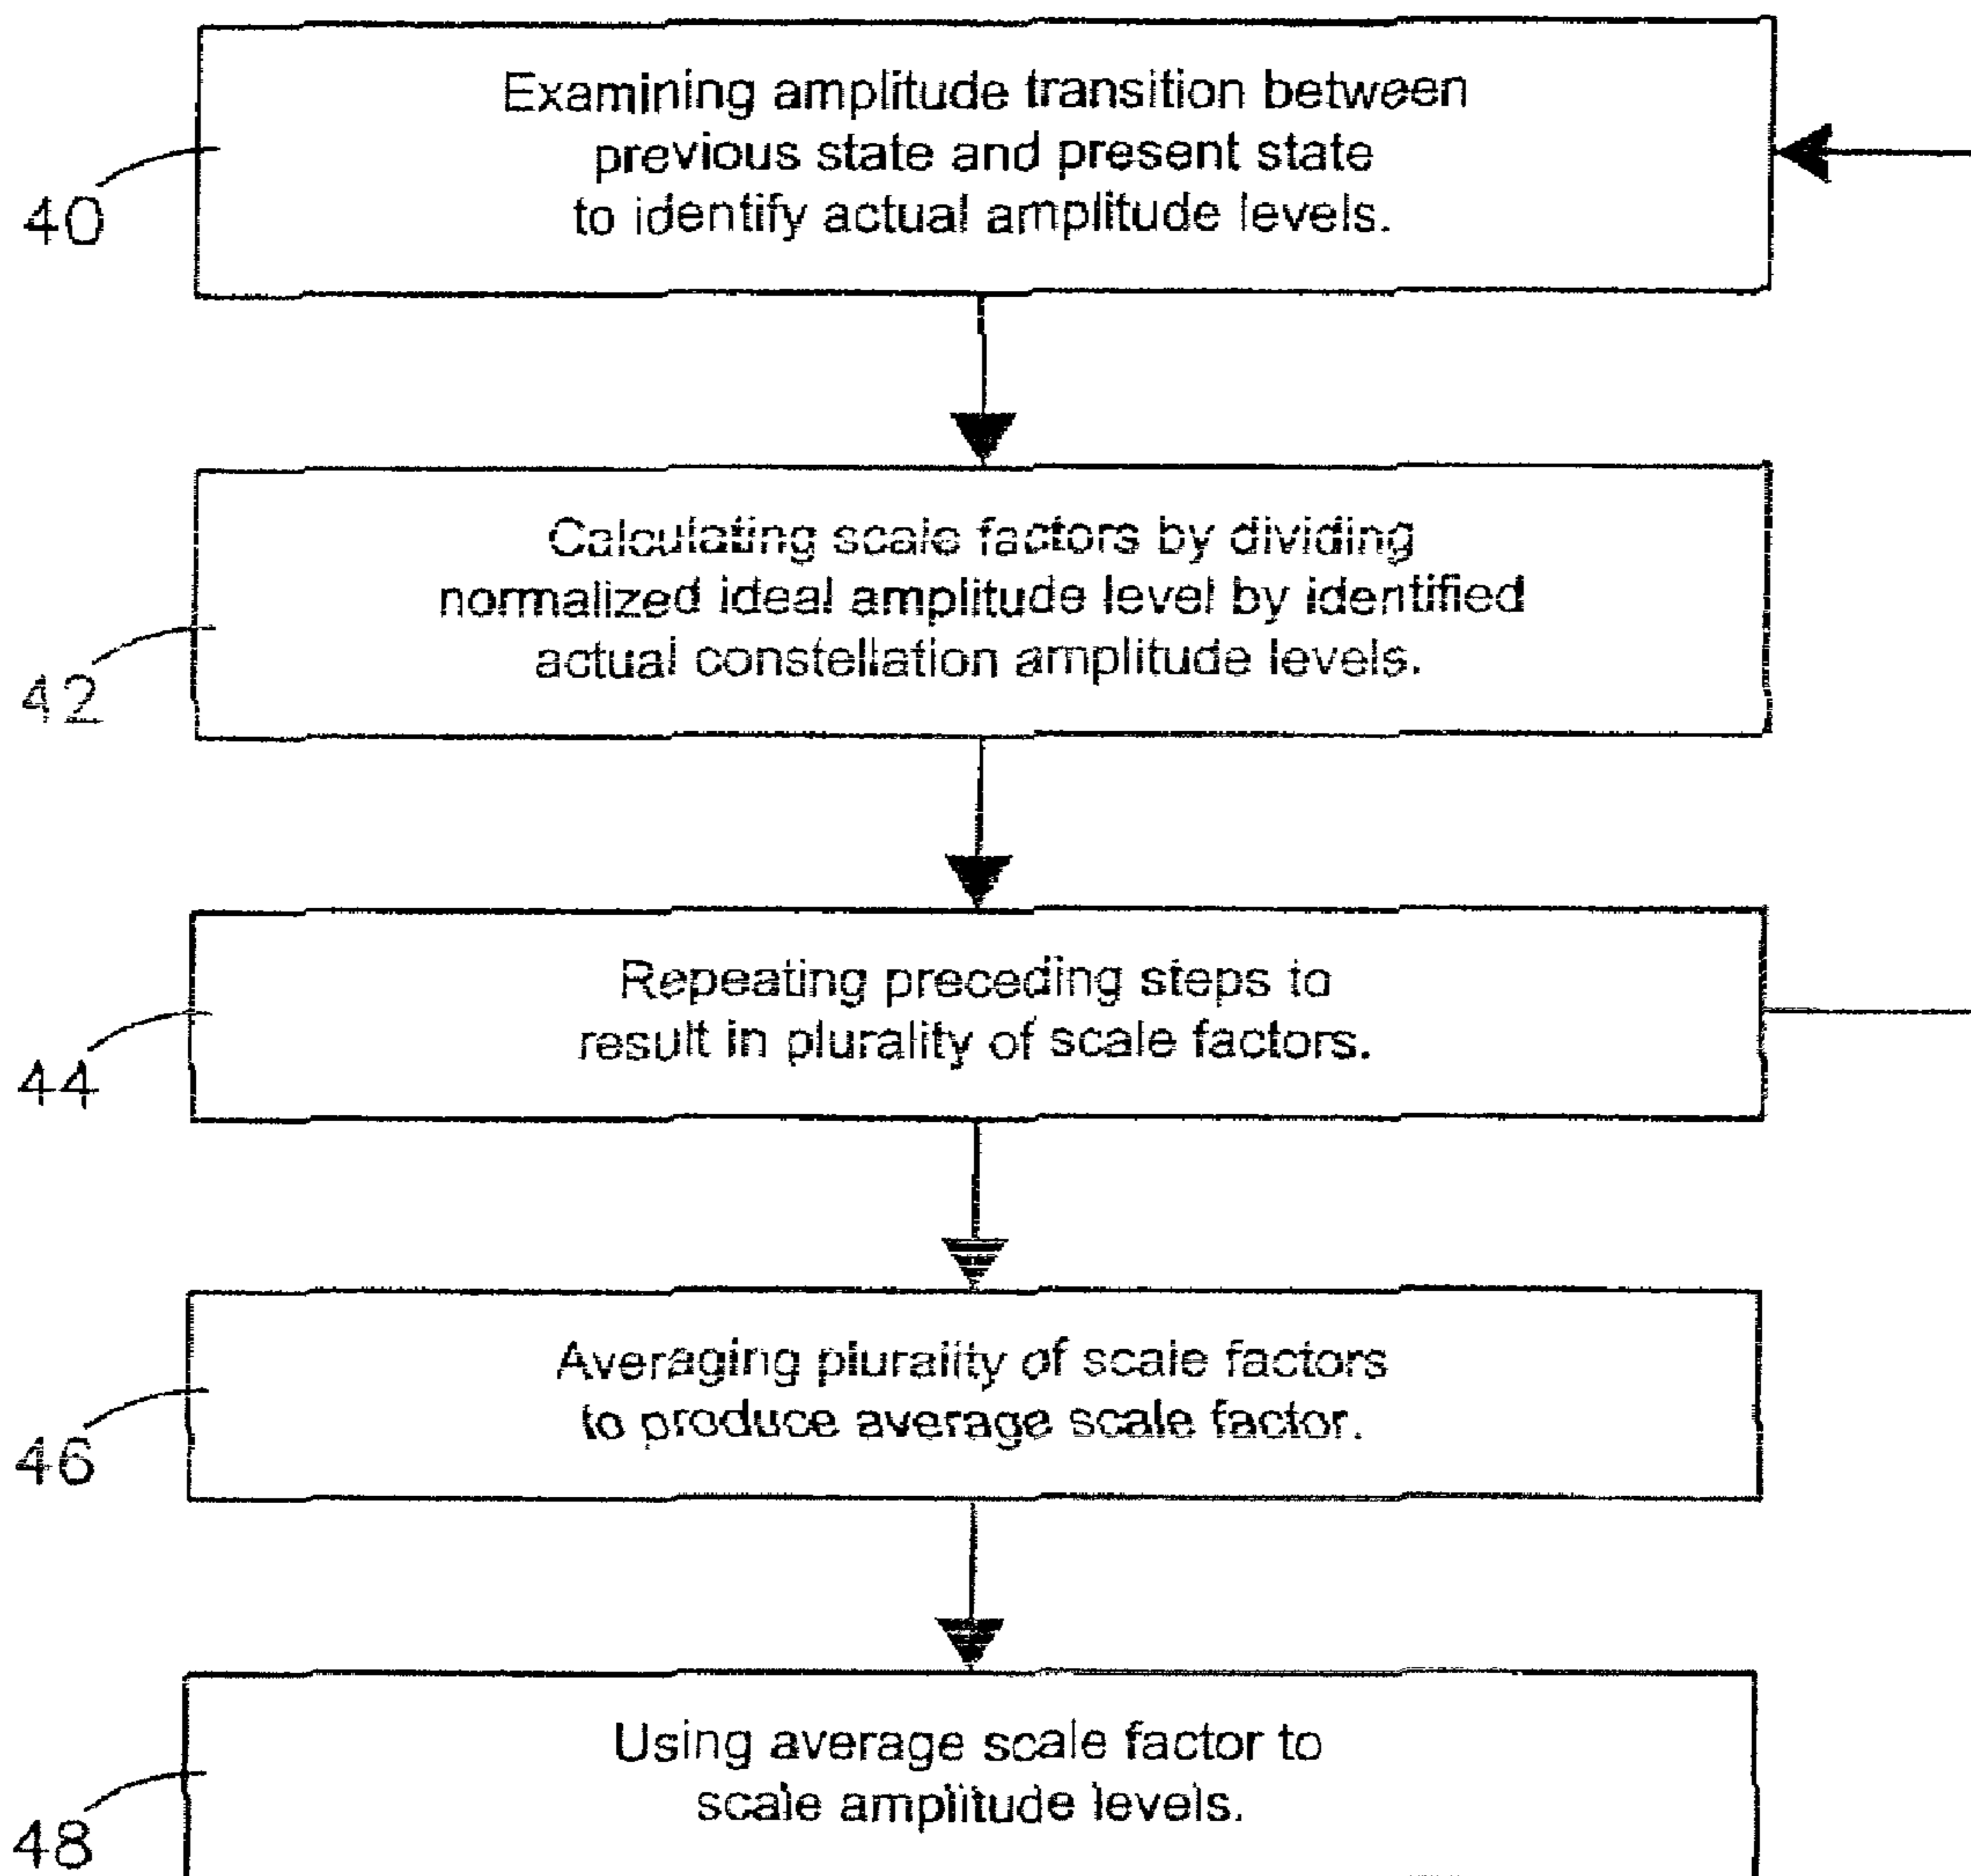 Examining amplitude transition between
previous state and present state
to identify actual amplitude levels.
40
Calculating scale factors by dividing
normalized ideal amplitude level by identified
actual constellation amplitude levels.
42
Repeating preceding steps to
result in plurality of scale factors.
44
Averaging plurality of scale factors
to produce average scale factor.
46
Using average scale factor to
scale amplitude levels.
48